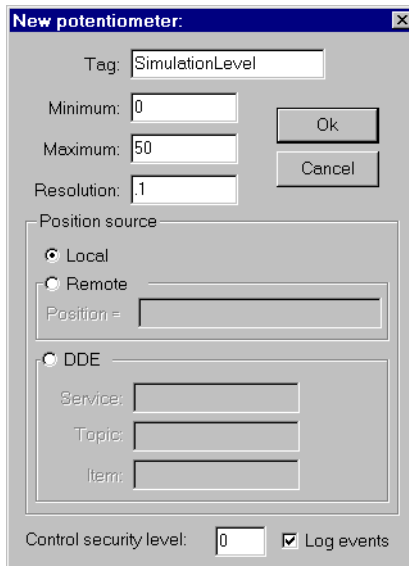 New potentiometer:
Tag: SimulationLevel
Minimum: 0
Ok
Maximum: 50
Cancel
Resolution: .1
Position source
Local
Remote
Position =
DDE
Service:
Topic:
Item:
Control security level: 0 Log events